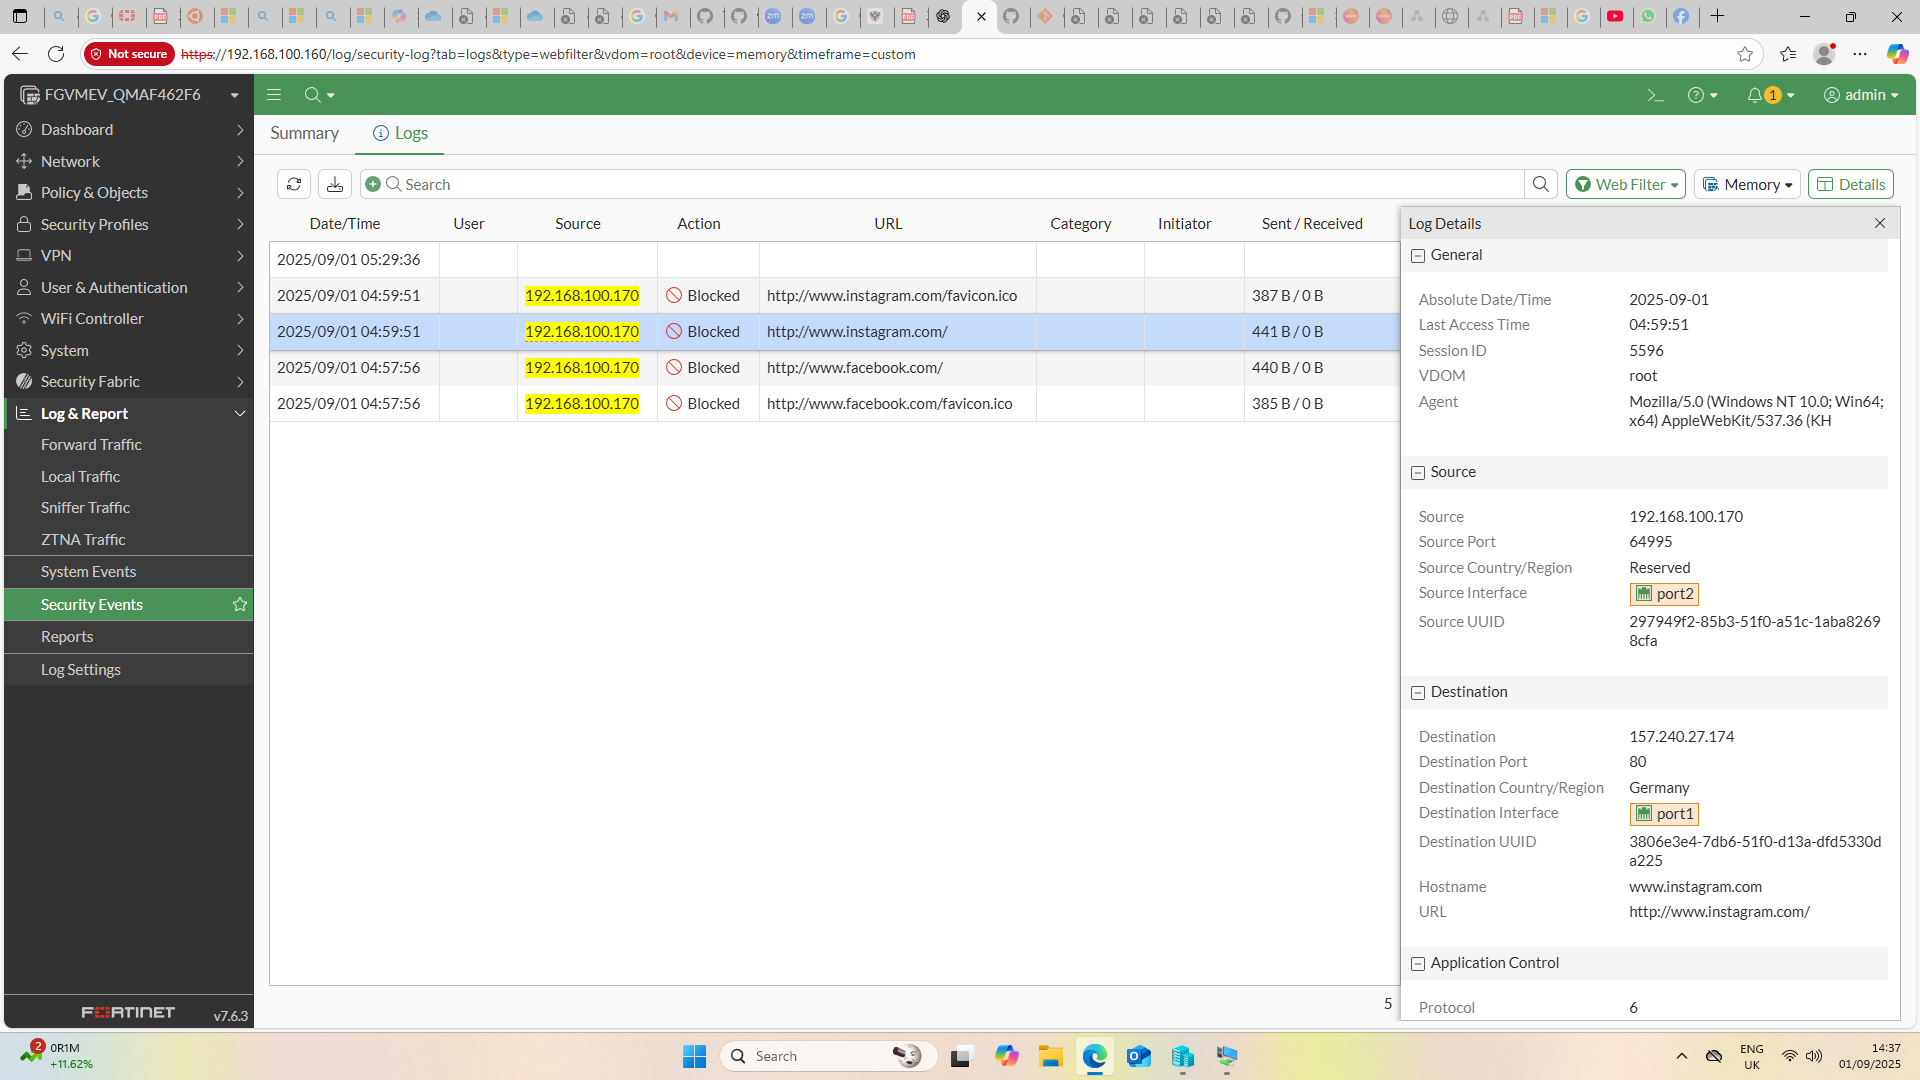 Not secure https://192.168.100.160/log/security-log?tab=logs&type=webfilter&vdom=root&device=memory&timeframe=custom
FGVMEV_QMAF462F6
1 admin
Dashboard
Network
Policy & Objects
Security Profiles
VPN
User & Authentication
WiFi Controller
System
Security Fabric
Log & Report
Forward Traffic
Local Traffic
Sniffer Traffic
ZTNA Traffic
System Events
Security Events
Reports
Log Settings
FORTINET v7.6.3
Summary Logs
Search Web Filter Memory Details
Date/Time User Source Action URL Category Initiator Sent / Received
2025/09/01 05:29:36
2025/09/01 04:59:51 192.168.100.170 Blocked http://www.instagram.com/favicon.ico 387 B / 0 B
2025/09/01 04:59:51 192.168.100.170 Blocked http://www.instagram.com/ 441 B / 0 B
2025/09/01 04:57:56 192.168.100.170 Blocked http://www.facebook.com/ 440 B / 0 B
2025/09/01 04:57:56 192.168.100.170 Blocked http://www.facebook.com/favicon.ico 385 B / 0 B
5
Log Details
General
Absolute Date/Time 2025-09-01
Last Access Time 04:59:51
Session ID 5596
VDOM root
Agent Mozilla/5.0 (Windows NT 10.0; Win64;
x64) AppleWebKit/537.36 (KH
Source
Source 192.168.100.170
Source Port 64995
Source Country/Region Reserved
Source Interface port2
Source UUID 297949f2-85b3-51f0-a51c-1aba8269
8cfa
Destination
Destination 157.240.27.174
Destination Port 80
Destination Country/Region Germany
Destination Interface port1
Destination UUID 3806e3e4-7db6-51f0-d13a-dfd5330d
a225
Hostname www.instagram.com
URL http://www.instagram.com/
Application Control
Protocol 6
2 0R1M
+11.62%
Search
ENG
UK
14:37
01/09/2025